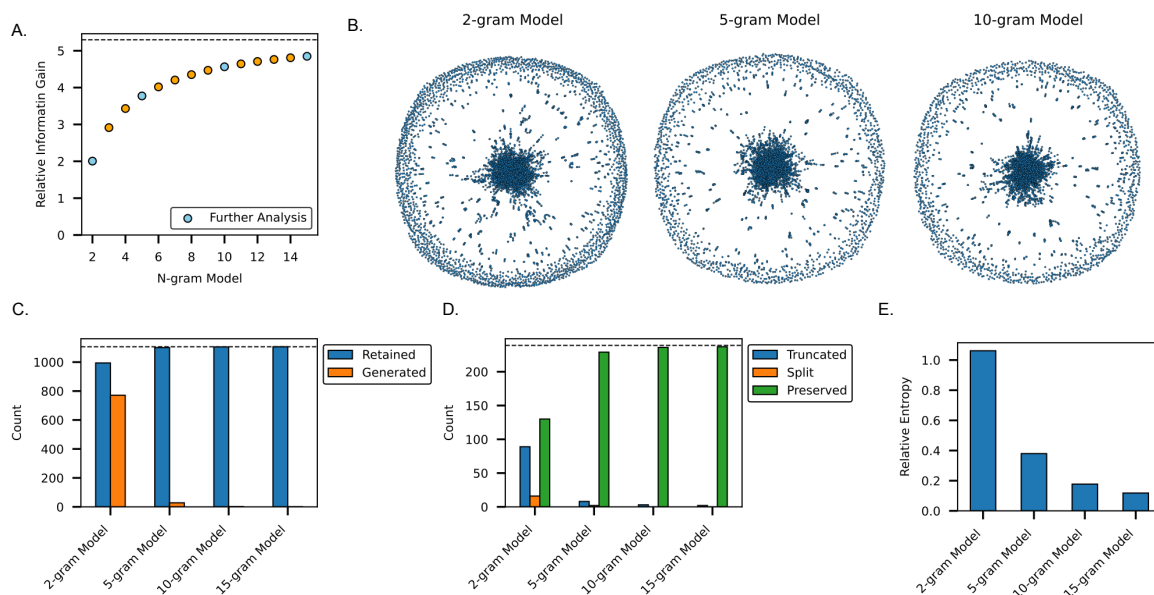 A.
Relative Informatin Gain
5
4
3
2
1
0
2 4 6 8 10 12 14
N-gram Model
Further Analysis
B.
2-gram Model 5-gram Model 10-gram Model
C.
Count
1000
800
600
400
200
0
2-gram Model
5-gram Model
10-gram Model
15-gram Model
Retained
Generated
D.
Count
200
150
100
50
0
2-gram Model
5-gram Model
10-gram Model
15-gram Model
Truncated
Split
Preserved
E.
Relative Entropy
1.0
0.8
0.6
0.4
0.2
0.0
2-gram Model
5-gram Model
10-gram Model
15-gram Model